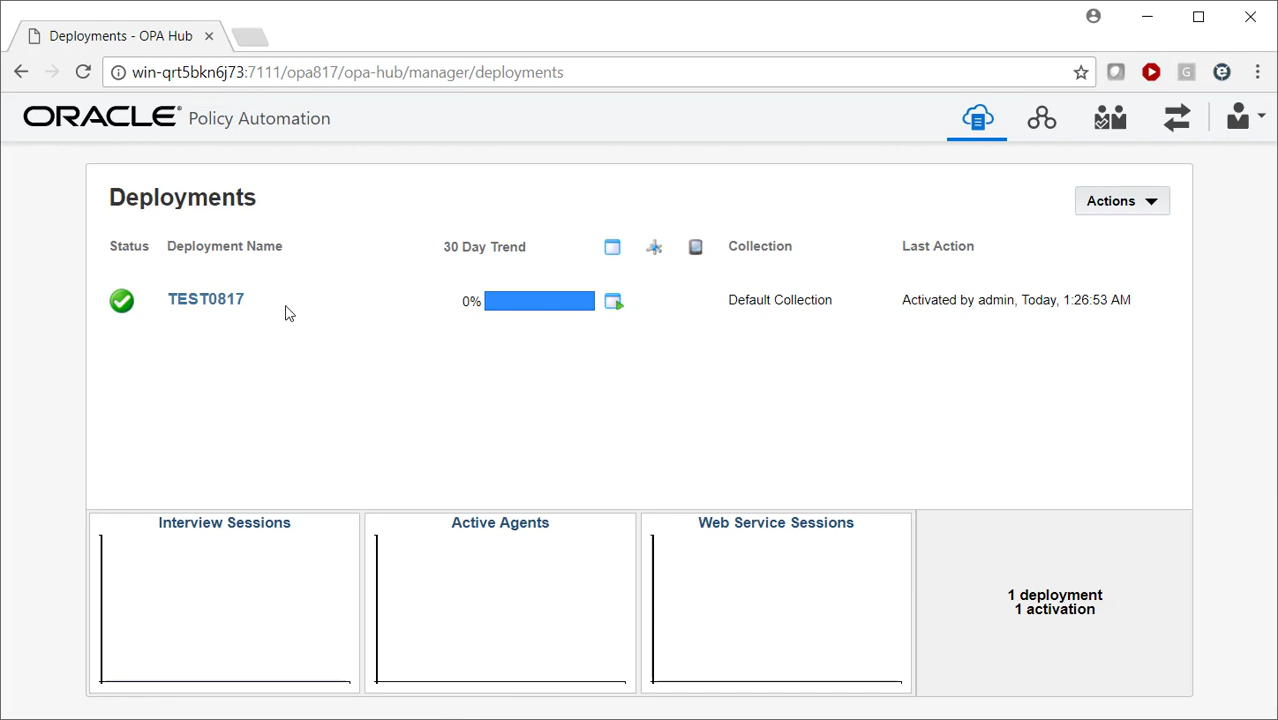 Deployments - OPA Hub
win-qrt5bkn6j73:7111/opa817/opa-hub/manager/deployments
G
ORACLE® Policy Automation
Deployments
Actions
Status Deployment Name 30 Day Trend Collection Last Action
TEST0817 0% Default Collection Activated by admin, Today, 1:26:53 AM
Interview Sessions Active Agents Web Service Sessions
1 deployment
1 activation